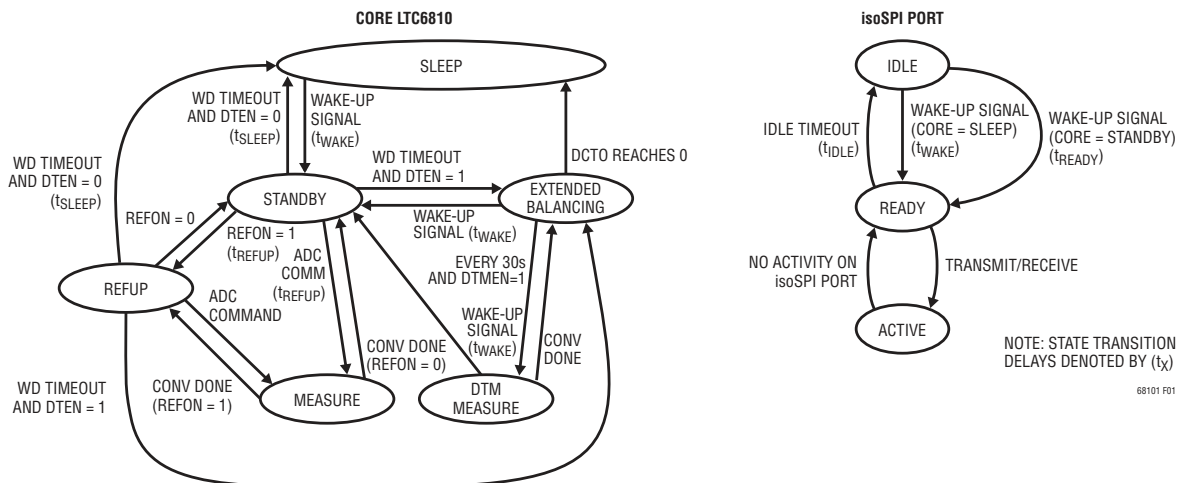 CORE LTC6810
SLEEP
WD TIMEOUT
AND DTEN = 0
(tSLEEP)
WAKE-UP
SIGNAL
(tWAKE)
WD TIMEOUT
AND DTEN = 0
(tSLEEP)
WD TIMEOUT
AND DTEN = 1
DCTO REACHES 0
STANDBY
EXTENDED
BALANCING
REFON = 0
REFON = 1
(tREFUP)
WAKE-UP
SIGNAL (tWAKE)
ADC
COMM
(tREFUP)
EVERY 30s
AND DTMEN=1
REFUP
ADC
COMMAND
WAKE-UP
SIGNAL
(tWAKE)
CONV
DONE
CONV DONE
(REFON = 0)
WD TIMEOUT
AND DTEN = 1
CONV DONE
(REFON = 1)
MEASURE
DTM
MEASURE
isoSPI PORT
IDLE
IDLE TIMEOUT
(tIDLE)
WAKE-UP SIGNAL
(CORE = SLEEP)
(tWAKE)
WAKE-UP SIGNAL
(CORE = STANDBY)
(tREADY)
READY
NO ACTIVITY ON
isoSPI PORT
TRANSMIT/RECEIVE
ACTIVE
NOTE: STATE TRANSITION
DELAYS DENOTED BY (tX)
68101 F01